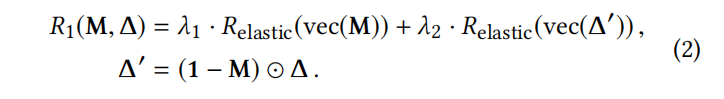 R₁(M, Δ) = λ₁ · R_elastic(vec(M)) + λ₂ · R_elastic(vec(Δ′)) ,
Δ′ = (1 − M) ⊙ Δ .
(2)